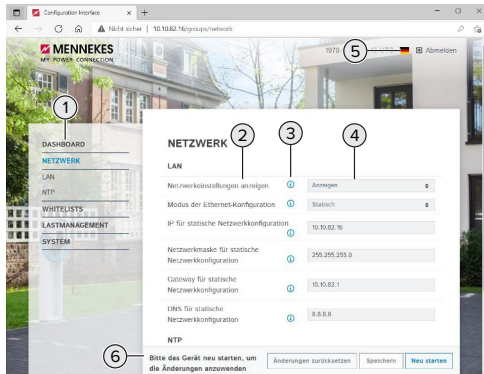 Configuration Interface
Nicht sicher | 10.10.82.16/groups/network
MENNEKES
MY POWER CONNECTION
1970
5
Abmelden
1
DASHBOARD
NETZWERK
LAN
NTP
WHITELISTS
LASTMANAGEMENT
SYSTEM
NETZWERK
2
3
4
LAN
Netzwerkeinstellungen anzeigen
Anzeigen
Modus der Ethernet-Konfiguration
Statisch
IP für statische Netzwerkkonfiguration
10.10.82.16
Netzwerkmaske für statische
Netzwerkkonfiguration
255.255.255.0
Gateway für statische
Netzwerkkonfiguration
10.10.82.1
DNS für statische
Netzwerkkonfiguration
8.8.8.8
NTP
6
Bitte das Gerät neu starten, um
die Änderungen anzuwenden
Änderungen zurücksetzen
Speichern
Neu starten